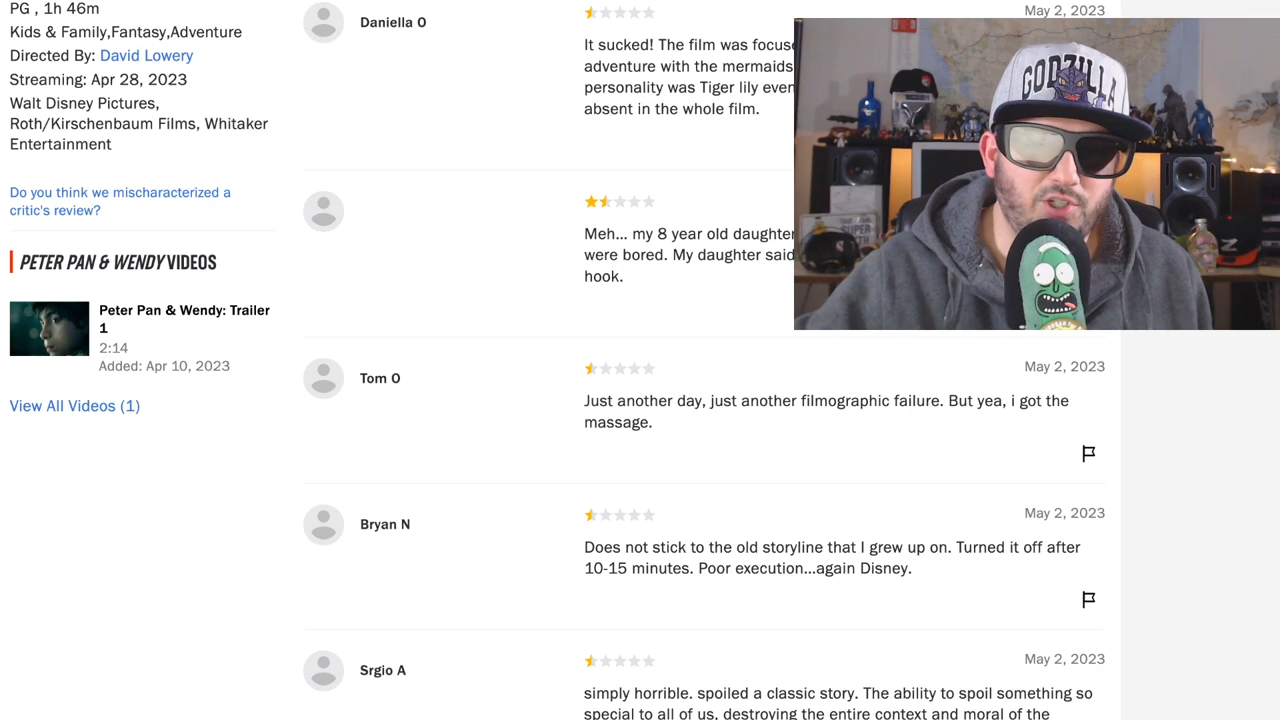 PG , 1h 46m
Kids & Family,Fantasy,Adventure
Directed By: David Lowery
Streaming: Apr 28, 2023
Walt Disney Pictures,
Roth/Kirschenbaum Films, Whitaker
Entertainment
Do you think we mischaracterized a
critic's review?
PETER PAN & WENDY VIDEOS
Peter Pan & Wendy: Trailer
1
2:14
Added: Apr 10, 2023
View All Videos (1)
Daniella O
May 2, 2023
It sucked! The film was focuse
adventure with the mermaids
personality was Tiger lily even
absent in the whole film.
Meh... my 8 year old daughter
were bored. My daughter said
hook.
Tom O
May 2, 2023
Just another day, just another filmographic failure. But yea, i got the
massage.
Bryan N
May 2, 2023
Does not stick to the old storyline that I grew up on. Turned it off after
10-15 minutes. Poor execution...again Disney.
Srgio A
May 2, 2023
simply horrible. spoiled a classic story. The ability to spoil something so
special to all of us, destroying the entire context and moral of the
GODZILLA